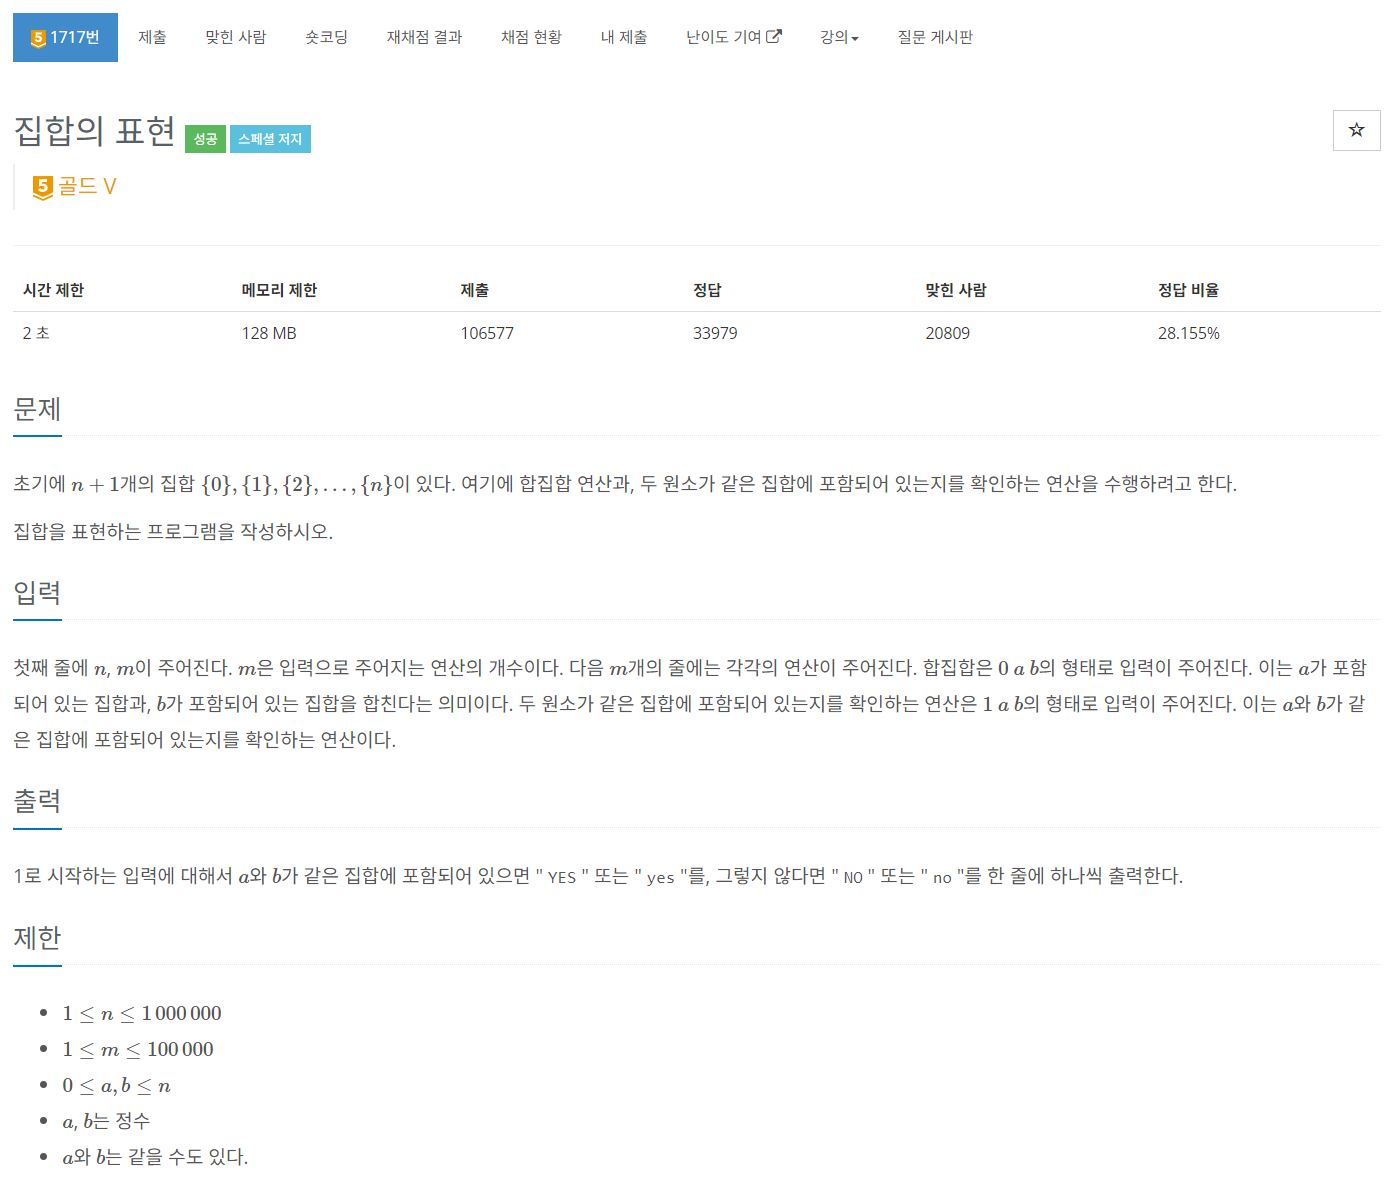 5 1717번 제출 맞힌 사람 숏코딩 재채점 결과 채점 현황 내 제출 난이도 기여 강의 질문 게시판
집합의 표현 성공 스페셜 저지
5 골드 V
시간 제한 메모리 제한 제출 정답 맞힌 사람 정답 비율
2 초 128 MB 106577 33979 20809 28.155%
문제
초기에 n + 1개의 집합 {0}, {1}, {2}, . . . , {n}이 있다. 여기에 합집합 연산과, 두 원소가 같은 집합에 포함되어 있는지를 확인하는 연산을 수행하려고 한다.
집합을 표현하는 프로그램을 작성하시오.
입력
첫째 줄에 n, m이 주어진다. m은 입력으로 주어지는 연산의 개수이다. 다음 m개의 줄에는 각각의 연산이 주어진다. 합집합은 0 a b의 형태로 입력이 주어진다. 이는 a가 포함
되어 있는 집합과, b가 포함되어 있는 집합을 합친다는 의미이다. 두 원소가 같은 집합에 포함되어 있는지를 확인하는 연산은 1 a b의 형태로 입력이 주어진다. 이는 a와 b가 같
은 집합에 포함되어 있는지를 확인하는 연산이다.
출력
1로 시작하는 입력에 대해서 a와 b가 같은 집합에 포함되어 있으면 " YES " 또는 " yes "를, 그렇지 않다면 " NO " 또는 " no "를 한 줄에 하나씩 출력한다.
제한
• 1 ≤ n ≤ 1 000 000
• 1 ≤ m ≤ 100 000
• 0 ≤ a, b ≤ n
• a, b는 정수
• a와 b는 같을 수도 있다.